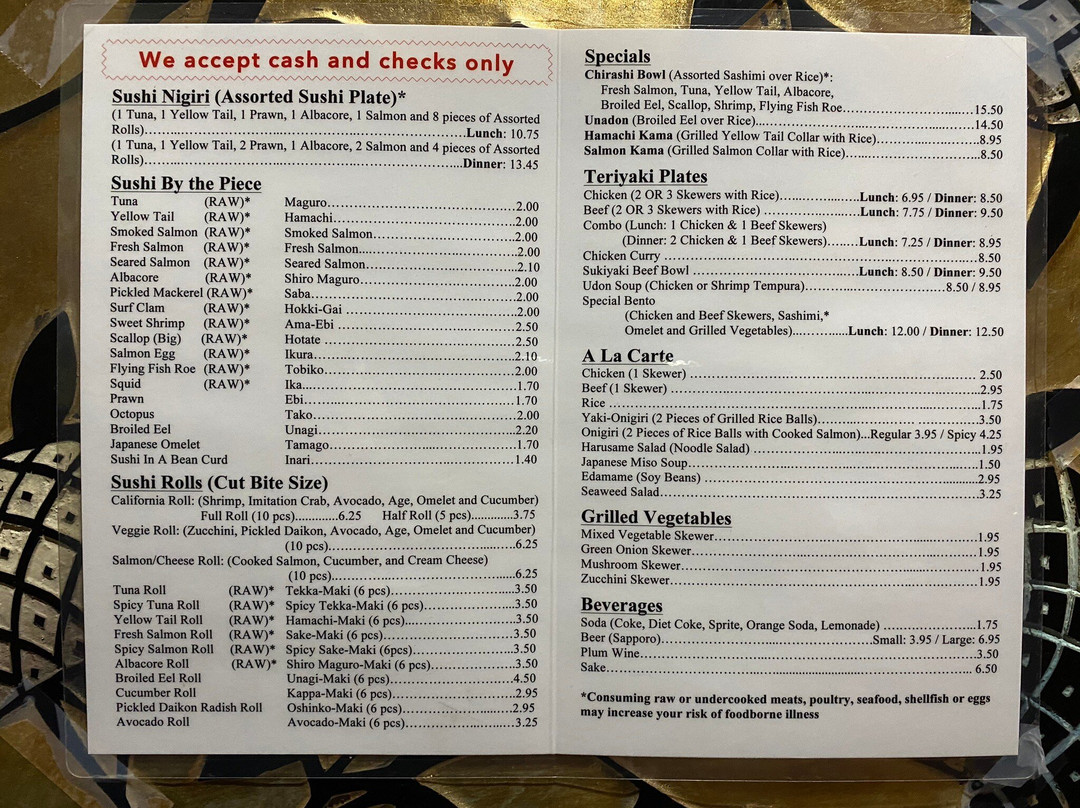 We accept cash and checks only
Sushi Nigiri (Assorted Sushi Plate)*
(1 Tuna, 1 Yellow Tail, 1 Prawn, 1 Albacore, 1 Salmon and 8 pieces of Assorted
Rolls)...Lunch: 10.75
(1 Tuna, 1 Yellow Tail, 2 Prawn, 1 Albacore, 2 Salmon and 4 pieces of Assorted
Rolls)...Dinner: 13.45
Sushi By the Piece
Tuna (RAW)* Maguro...2.00
Yellow Tail (RAW)* Hamachi...2.00
Smoked Salmon (RAW)* Smoked Salmon...2.00
Fresh Salmon (RAW)* Fresh Salmon...2.00
Seared Salmon (RAW)* Seared Salmon...2.10
Albacore (RAW)* Shiro Maguro...2.00
Pickled Mackerel (RAW)* Saba...2.00
Surf Clam (RAW)* Hokki-Gai...2.00
Sweet Shrimp (RAW)* Ama-Ebi...2.50
Scallop (Big) (RAW)* Hotate...2.50
Salmon Egg (RAW)* Ikura...2.10
Flying Fish Roe (RAW)* Tobiko...2.00
Squid (RAW)* Ika...1.70
Prawn Ebi...1.70
Octopus Tako...2.00
Broiled Eel Unagi...2.20
Japanese Omelet Tamago...1.70
Sushi In A Bean Curd Inari...1.40
Sushi Rolls (Cut Bite Size)
California Roll: (Shrimp, Imitation Crab, Avocado, Age, Omelet and Cucumber)
Full Roll (10 pcs)...6.25 Half Roll (5 pcs)...3.75
Veggie Roll: (Zucchini, Pickled Daikon, Avocado, Age, Omelet and Cucumber)
(10 pcs)...6.25
Salmon/Cheese Roll: (Cooked Salmon, Cucumber, and Cream Cheese)
(10 pcs)...6.25
Tuna Roll (RAW)* Tekka-Maki (6 pcs)...3.50
Spicy Tuna Roll (RAW)* Spicy Tekka-Maki (6 pcs)...3.50
Yellow Tail Roll (RAW)* Hamachi-Maki (6 pcs)...3.50
Fresh Salmon Roll (RAW)* Sake-Maki (6 pcs)...3.50
Spicy Salmon Roll (RAW)* Spicy Sake-Maki (6pcs)...3.50
Albacore Roll (RAW)* Shiro Maguro-Maki (6 pcs)...3.50
Broiled Eel Roll Unagi-Maki (6 pcs)...4.50
Cucumber Roll Kappa-Maki (6 pcs)...2.95
Pickled Daikon Radish Roll Oshinko-Maki (6 pcs)...2.95
Avocado Roll Avocado-Maki (6 pcs)...3.25
Specials
Chirashi Bowl (Assorted Sashimi over Rice)*:
Fresh Salmon, Tuna, Yellow Tail, Albacore,
Broiled Eel, Scallop, Shrimp, Flying Fish Roe...15.50
Unadon (Broiled Eel over Rice)...14.50
Hamachi Kama (Grilled Yellow Tail Collar with Rice)...8.95
Salmon Kama (Grilled Salmon Collar with Rice)...8.50
Teriyaki Plates
Chicken (2 OR 3 Skewers with Rice)...Lunch: 6.95 / Dinner: 8.50
Beef (2 OR 3 Skewers with Rice)...Lunch: 7.75 / Dinner: 9.50
Combo (Lunch: 1 Chicken & 1 Beef Skewers)
(Dinner: 2 Chicken & 1 Beef Skewers)...Lunch: 7.25 / Dinner: 8.95
Chicken Curry...8.50
Sukiyaki Beef Bowl...Lunch: 8.50 / Dinner: 9.50
Udon Soup (Chicken or Shrimp Tempura)...8.50 / 8.95
Special Bento
(Chicken and Beef Skewers, Sashimi,*
Omelet and Grilled Vegetables)...Lunch: 12.00 / Dinner: 12.50
A La Carte
Chicken (1 Skewer)...2.50
Beef (1 Skewer)...2.95
Rice...1.75
Yaki-Onigiri (2 Pieces of Grilled Rice Balls)...3.50
Onigiri (2 Pieces of Rice Balls with Cooked Salmon)...Regular 3.95 / Spicy 4.25
Harusame Salad (Noodle Salad)...1.95
Japanese Miso Soup...1.50
Edamame (Soy Beans)...2.95
Seaweed Salad...3.25
Grilled Vegetables
Mixed Vegetable Skewer...1.95
Green Onion Skewer...1.95
Mushroom Skewer...1.95
Zucchini Skewer...1.95
Beverages
Soda (Coke, Diet Coke, Sprite, Orange Soda, Lemonade)...1.75
Beer (Sapporo)...Small: 3.95 / Large: 6.95
Plum Wine...3.50
Sake...6.50
*Consuming raw or undercooked meats, poultry, seafood, shellfish or eggs
may increase your risk of foodborne illness